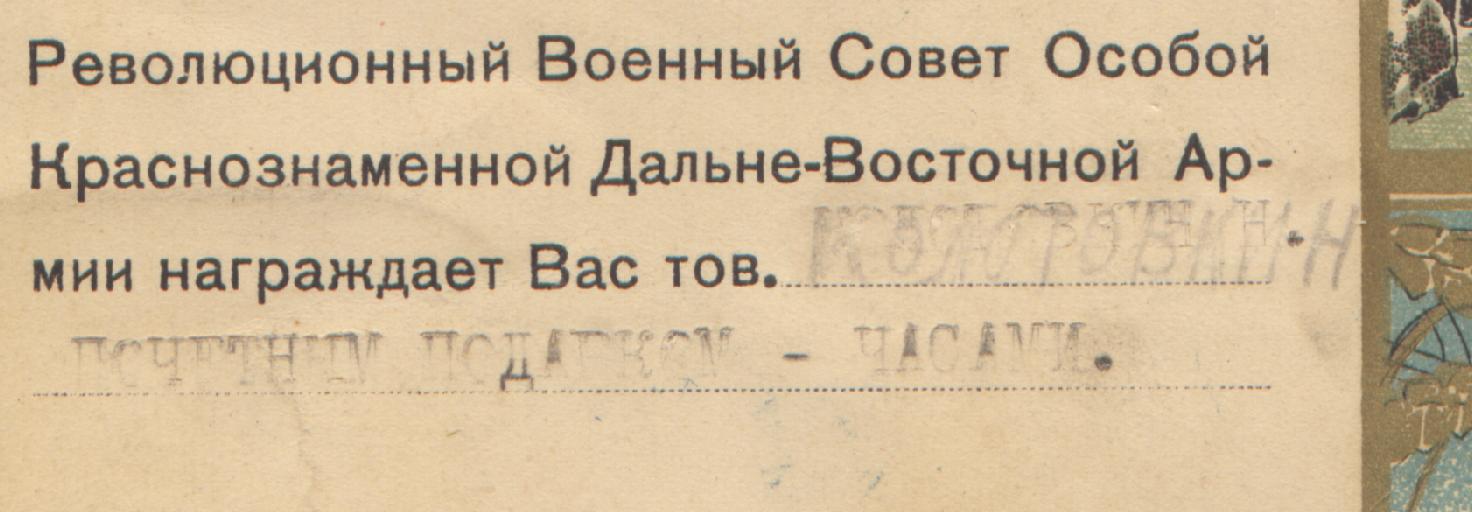 Революционный Военный Совет Особой
Краснознаменной Дальне-Восточной Ар-
мии награждает Вас тов.
ПОЧЕТНЫМ ПОДАРКОМ - ЧАСАМИ.